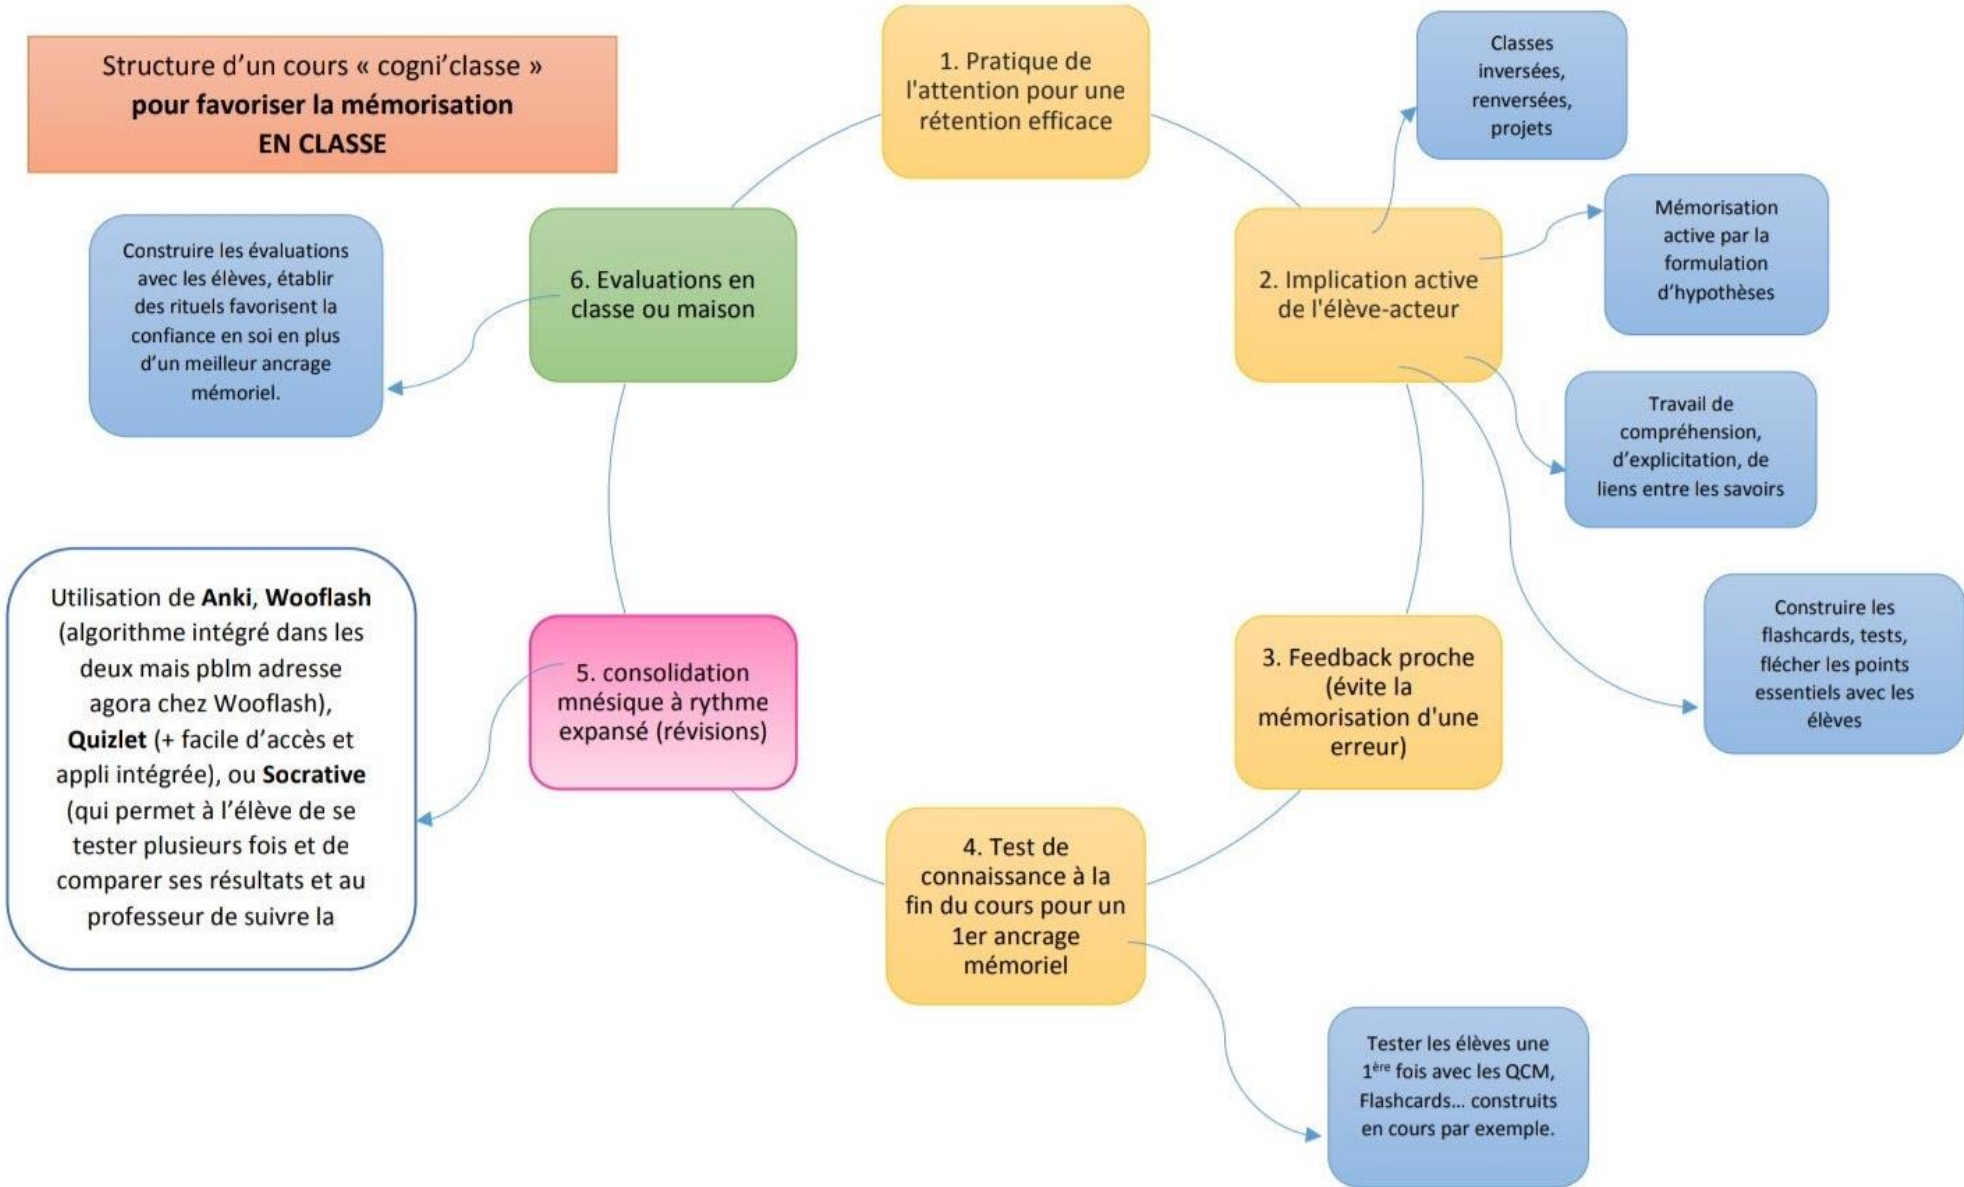 Structure d'un cours « cogni'classe »
pour favoriser la mémorisation
EN CLASSE
1. Pratique de
l'attention pour une
rétention efficace
Classes
inversées,
renversées,
projets
Mémorisation
active par la
formulation
d'hypothèses
2. Implication active
de l'élève-acteur
Travail de
compréhension,
d'explicitation, de
liens entre les savoirs
Construire les
flashcards, tests,
flécher les points
essentiels avec les
élèves
3. Feedback proche
(évite la
mémorisation d'une
erreur)
4. Test de
connaissance à la
fin du cours pour un
1er ancrage
mémoriel
Tester les élèves une
1ère fois avec les QCM,
Flashcards... construits
en cours par exemple.
5. consolidation
mnésique à rythme
expansé (révisions)
Utilisation de Anki, Wooflash
(algorithme intégré dans les
deux mais pblm adresse
agora chez Wooflash),
Quizlet (+ facile d'accès et
appli intégrée), ou Socrative
(qui permet à l'élève de se
tester plusieurs fois et de
comparer ses résultats et au
professeur de suivre la
6. Evaluations en
classe ou maison
Construire les évaluations
avec les élèves, établir
des rituels favorisent la
confiance en soi en plus
d'un meilleur ancrage
mémoriel.